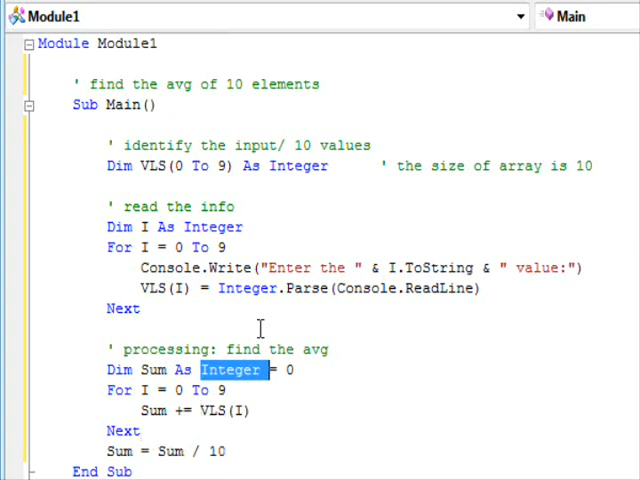 Module1
Main
Module Module1
' find the avg of 10 elements
Sub Main()
' identify the input/ 10 values
Dim VLS(0 To 9) As Integer     ' the size of array is 10
' read the info
Dim I As Integer
For I = 0 To 9
Console.Write("Enter the " & I.ToString & " value:")
VLS(I) = Integer.Parse(Console.ReadLine)
Next
' processing: find the avg
Dim Sum As Integer = 0
For I = 0 To 9
Sum += VLS(I)
Next
Sum = Sum / 10
End Sub